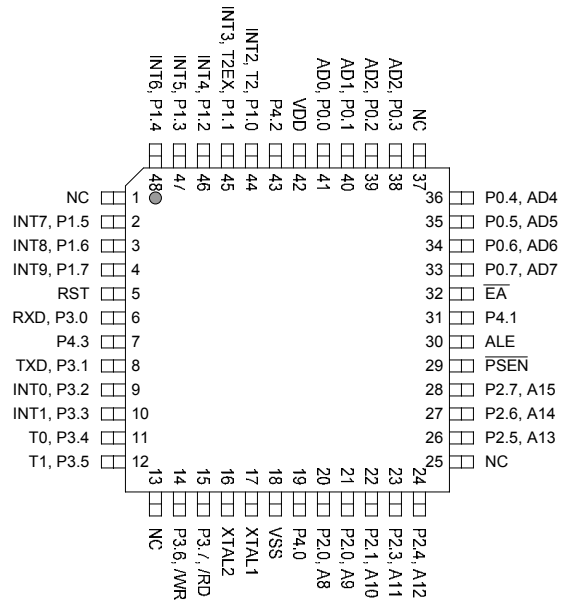 INT6, P1.4
INT5, P1.3
INT4, P1.2
INT3, T2EX, P1.1
INT2, T2, P1.0
P4.2
VDD
AD0, P0.0
AD1, P0.1
AD2, P0.2
AD2, P0.3
NC
48
47
46
45
44
43
42
41
40
39
38
37
NC 1
INT7, P1.5 2
INT8, P1.6 3
INT9, P1.7 4
RST 5
RXD, P3.0 6
P4.3 7
TXD, P3.1 8
INT0, P3.2 9
INT1, P3.3 10
T0, P3.4 11
T1, P3.5 12
36 P0.4, AD4
35 P0.5, AD5
34 P0.6, AD6
33 P0.7, AD7
32 EA
31 P4.1
30 ALE
29 PSEN
28 P2.7, A15
27 P2.6, A14
26 P2.5, A13
25 NC
13
14
15
16
17
18
19
20
21
22
23
24
NC
P3.6, /WR
P3.7, /RD
XTAL2
XTAL1
VSS
P4.0
P2.0, A8
P2.0, A9
P2.1, A10
P2.3, A11
P2.4, A12